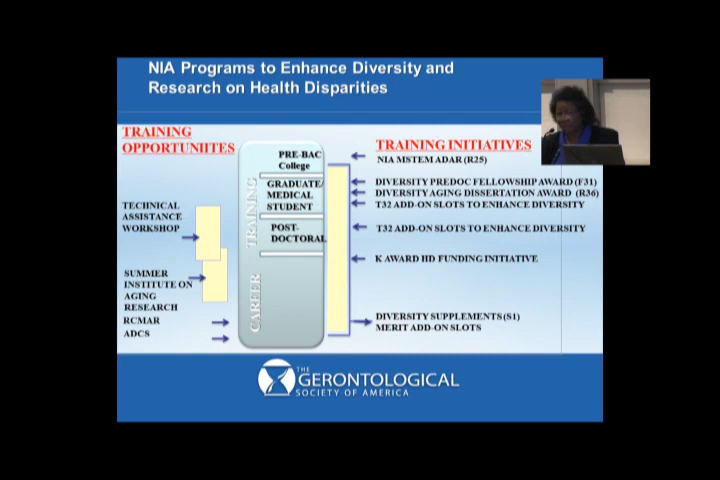 NIA Programs to Enhance Diversity and
Research on Health Disparities
TRAINING
OPPORTUNIITES
TECHNICAL
ASSISTANCE
WORKSHOP
SUMMER
INSTITUTE ON
AGING
RESEARCH
RCMAR
ADCS
TRAINING
CAREER
PRE-BAC
College
GRADUATE/
MEDICAL
STUDENT
POST-
DOCTORAL
TRAINING INITIATIVES
NIA MSTEM ADAR (R25)
DIVERSITY PREDOC FELLOWSHIP AWARD (F31)
DIVERSITY AGING DISSERTATION AWARD (R36)
T32 ADD-ON SLOTS TO ENHANCE DIVERSITY
T32 ADD-ON SLOTS TO ENHANCE DIVERSITY
K AWARD HD FUNDING INITIATIVE
DIVERSITY SUPPLEMENTS (S1)
MERIT ADD-ON SLOTS
THE
GERONTOLOGICAL
SOCIETY OF AMERICA